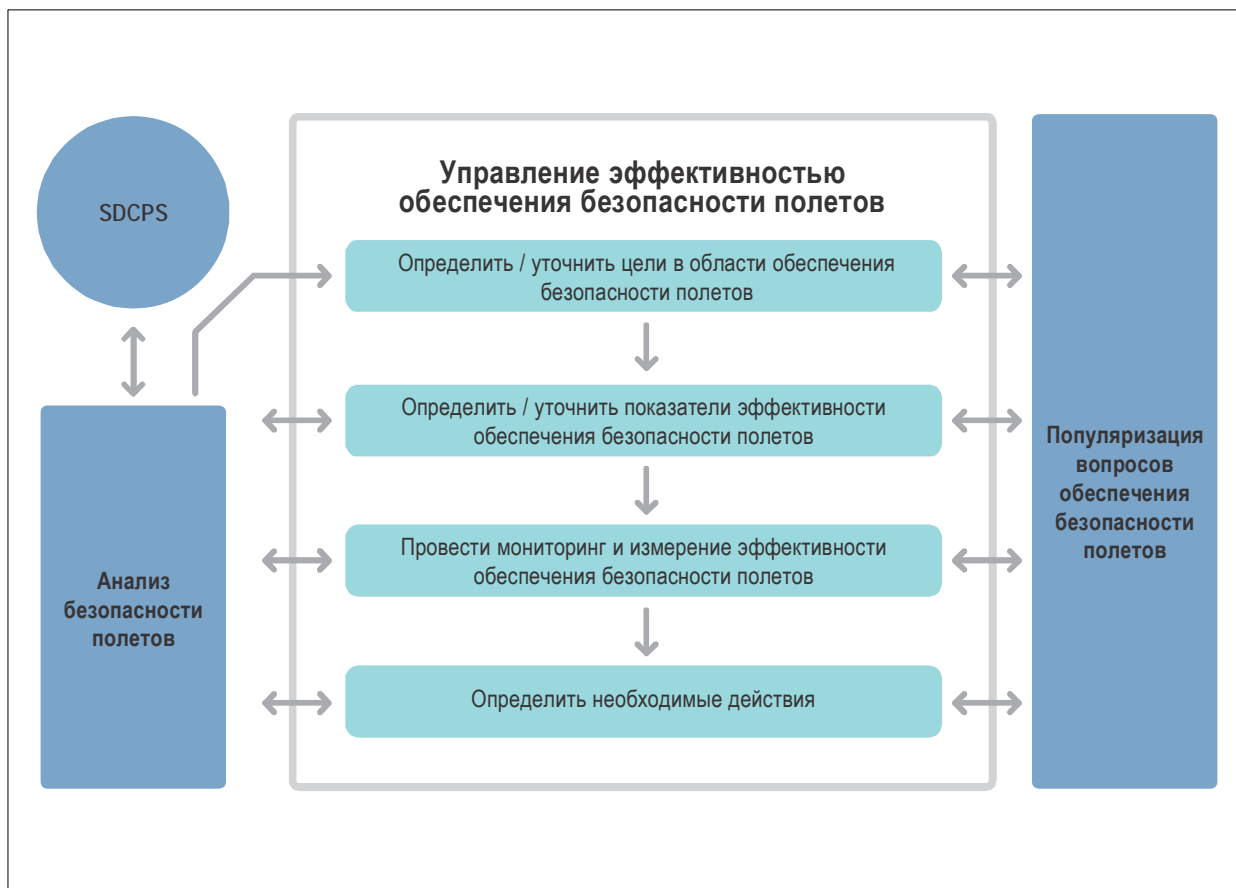 SDCPS
Управление эффективностью
обеспечения безопасности полетов
Определить / уточнить цели в области обеспечения
безопасности полетов
Определить / уточнить показатели эффективности
обеспечения безопасности полетов
Провести мониторинг и измерение эффективности
обеспечения безопасности полетов
Определить необходимые действия
Анализ
безопасности
полетов
Популяризация
вопросов
обеспечения
безопасности
полетов